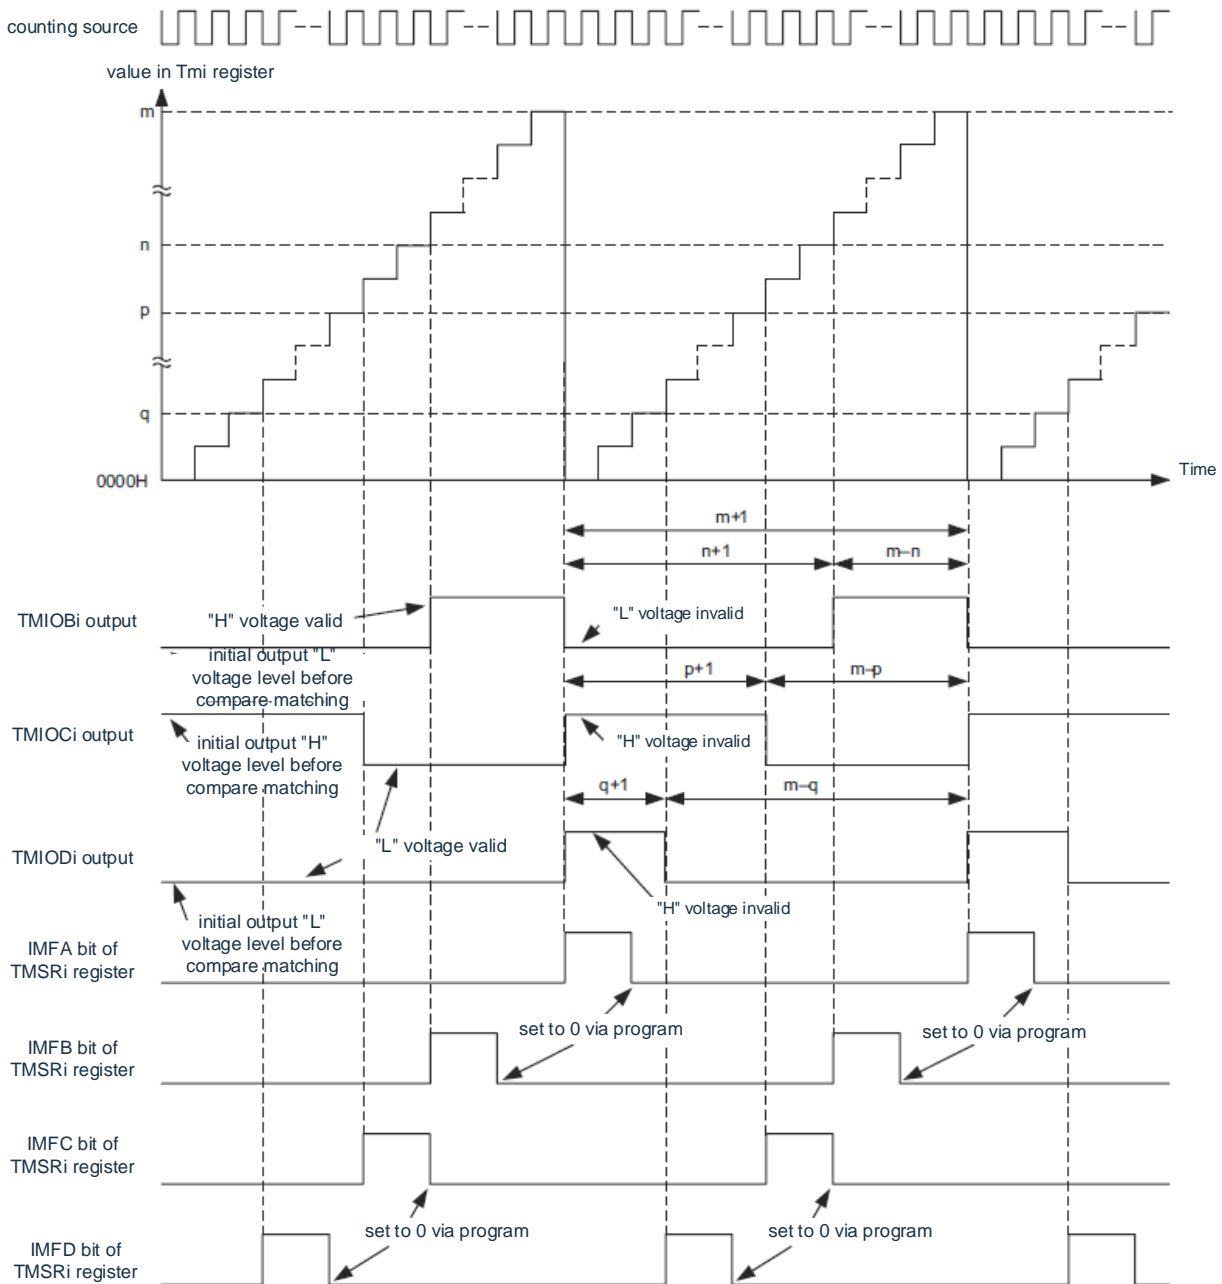 counting source
value in Tmi register
m
n
p
q
0000H
Time
m+1
n+1
m–n
TMIOBi output
"H" voltage valid
"L" voltage invalid
initial output "L"
voltage level before
compare matching
p+1
m–p
TMIOCi output
initial output "H"
voltage level before
compare matching
"H" voltage invalid
q+1
m–q
TMIODi output
"L" voltage valid
"H" voltage invalid
initial output "L"
voltage level before
compare matching
IMFA bit of
TMSRi register
set to 0 via program
set to 0 via program
IMFB bit of
TMSRi register
IMFC bit of
TMSRi register
set to 0 via program
set to 0 via program
IMFD bit of
TMSRi register